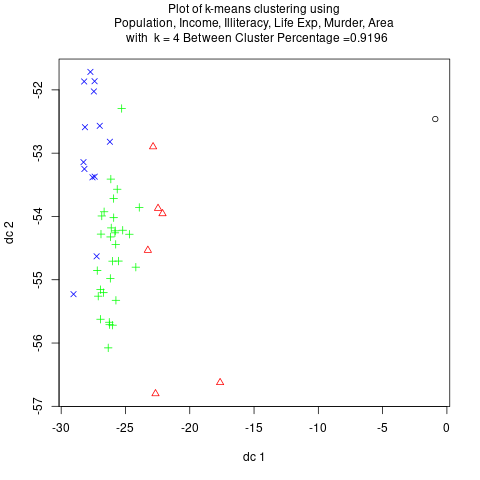 Plot of k-means clustering using
Population, Income, Illiteracy, Life Exp, Murder, Area
with k = 4 Between Cluster Percentage =0.9196
dc 2
-52
-53
-54
-55
-56
-57
-30
-25
-20
-15
-10
-5
0
dc 1